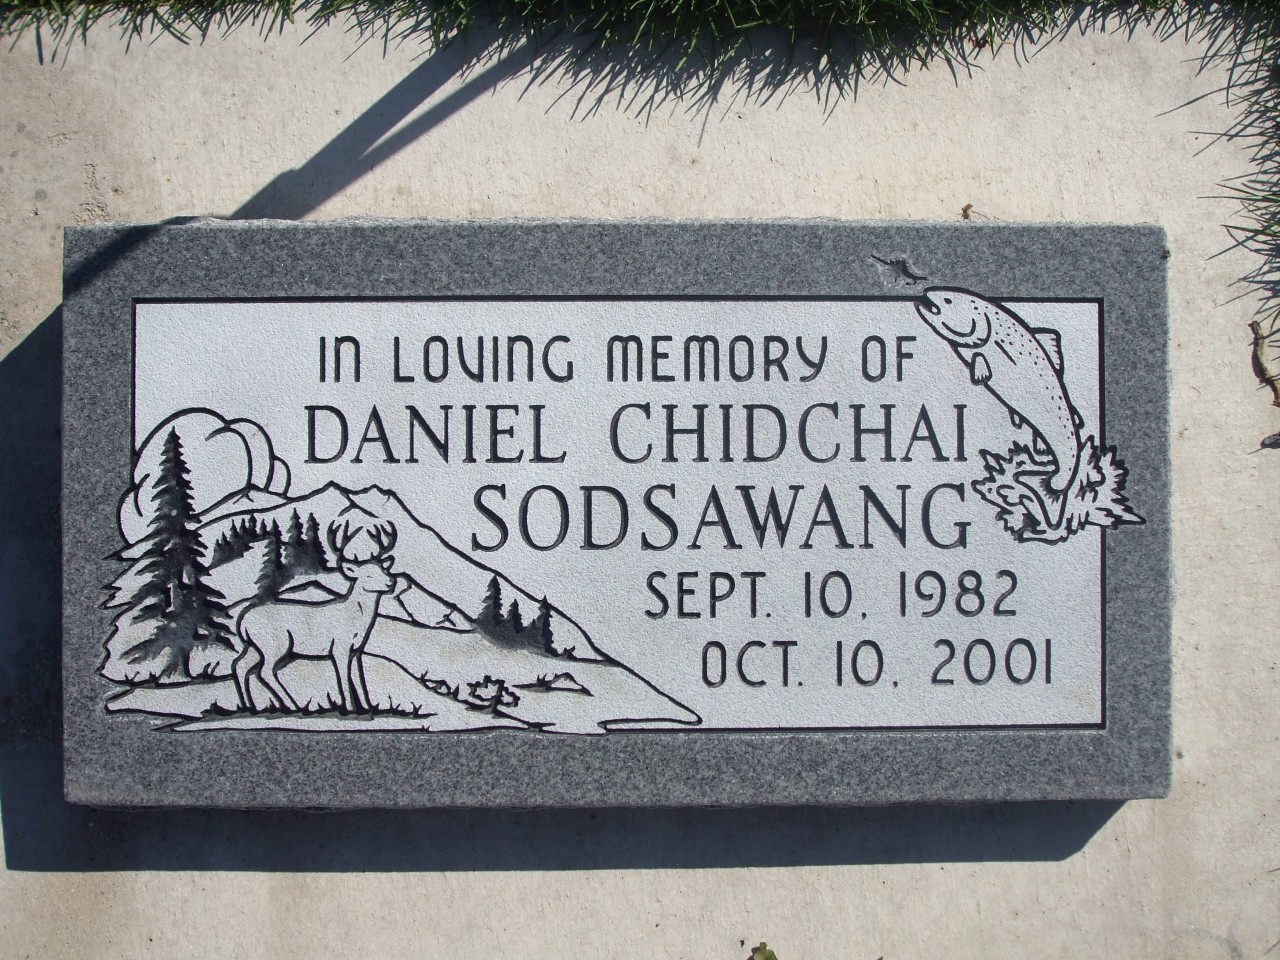 IN LOVING MEMORY OF
DANIEL CHIDCHAI
SODSAWANG
SEPT. 10, 1982
OCT. 10, 2001